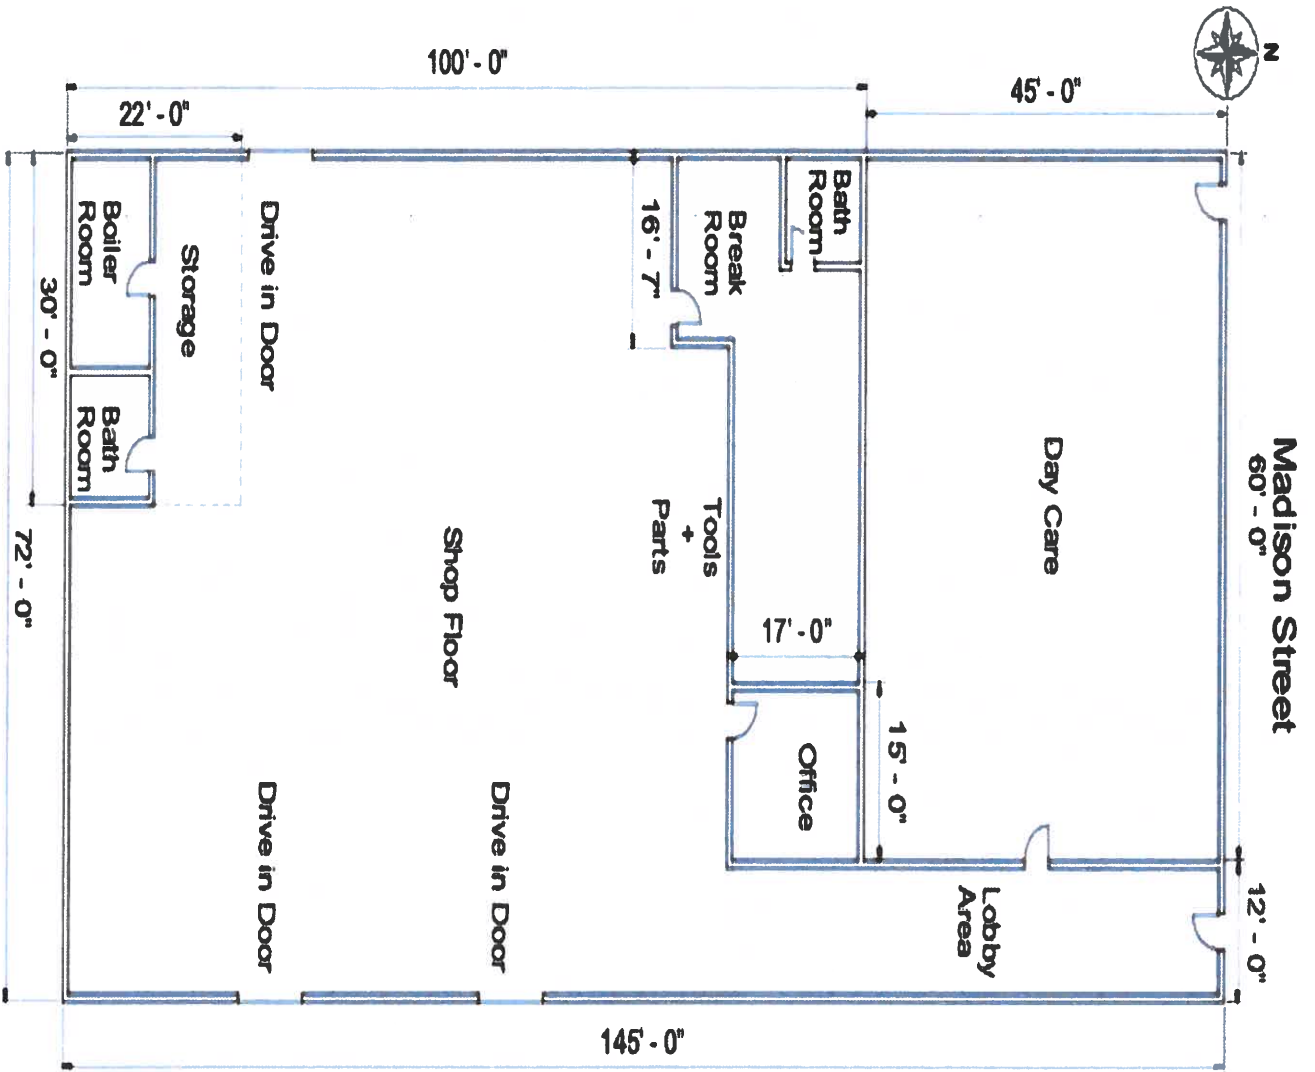 N
Madison Street
60' - 0"
12' - 0"
45' - 0"
100' - 0"
22' - 0"
145' - 0"
72' - 0"
30' - 0"
16' - 7"
17' - 0"
15' - 0"
Day Care
Lobby
Area
Office
Bath
Room
Break
Room
Tools
+
Parts
Shop Floor
Drive in Door
Drive in Door
Drive in Door
Storage
Boiler
Room
Bath
Room